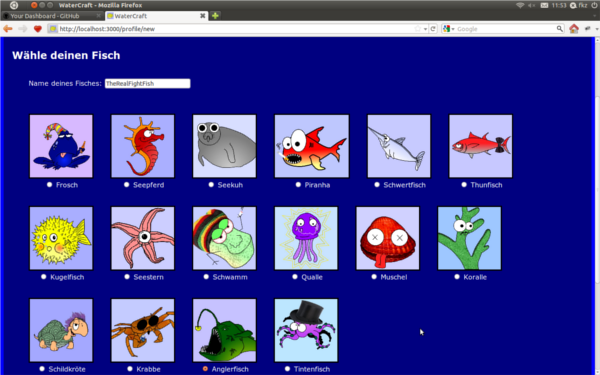 WaterCraft - Mozilla Firefox
11:53
fkz
Your Dashboard - GitHub
WaterCraft
http://localhost:3000/profile/new
Google
Wähle deinen Fisch
Name deines Fisches: TheRealFightFish
Frosch Seepferd Seekuh Piranha Schwertfisch Thunfisch
Kugelfisch Seestern Schwamm Qualle Muschel Koralle
Schildkröte Krabbe Anglerfisch Tintenfisch